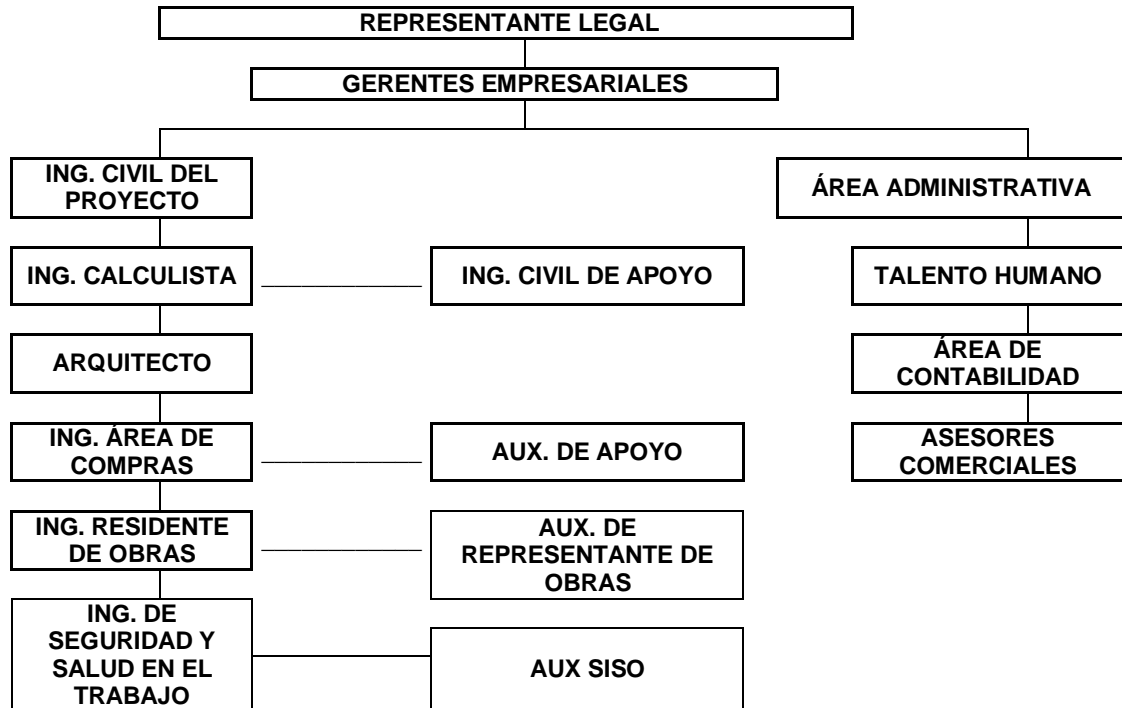 REPRESENTANTE LEGAL
GERENTES EMPRESARIALES
ING. CIVIL DEL
PROYECTO
ÁREA ADMINISTRATIVA
ING. CALCULISTA
ING. CIVIL DE APOYO
TALENTO HUMANO
ARQUITECTO
ÁREA DE
CONTABILIDAD
ING. ÁREA DE
COMPRAS
AUX. DE APOYO
ASESORES
COMERCIALES
ING. RESIDENTE
DE OBRAS
AUX. DE
REPRESENTANTE DE
OBRAS
ING. DE
SEGURIDAD Y
SALUD EN EL
TRABAJO
AUX SISO